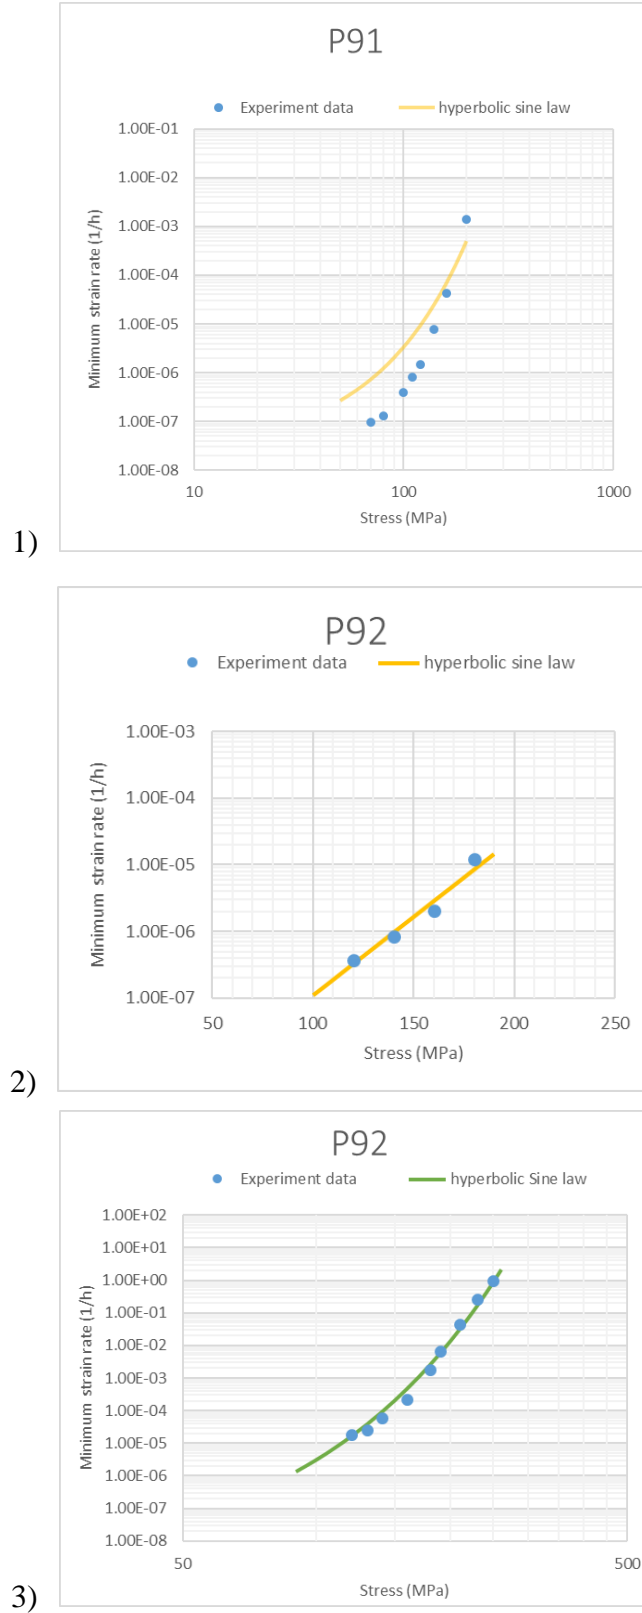 P91
Experiment data hyperbolic sine law
1.00E-01
1.00E-02
1.00E-03
1.00E-04
1.00E-05
1.00E-06
1.00E-07
1.00E-08
Minimum strain rate (1/h)
10 100 1000
Stress (MPa)
1)
P92
Experiment data hyperbolic sine law
1.00E-03
1.00E-04
1.00E-05
1.00E-06
1.00E-07
Minimum strain rate (1/h)
50 100 150 200 250
Stress (MPa)
2)
P92
Experiment data hyperbolic Sine law
1.00E+02
1.00E+01
1.00E+00
1.00E-01
1.00E-02
1.00E-03
1.00E-04
1.00E-05
1.00E-06
1.00E-07
1.00E-08
Minimum strain rate (1/h)
50 500
Stress (MPa)
3)